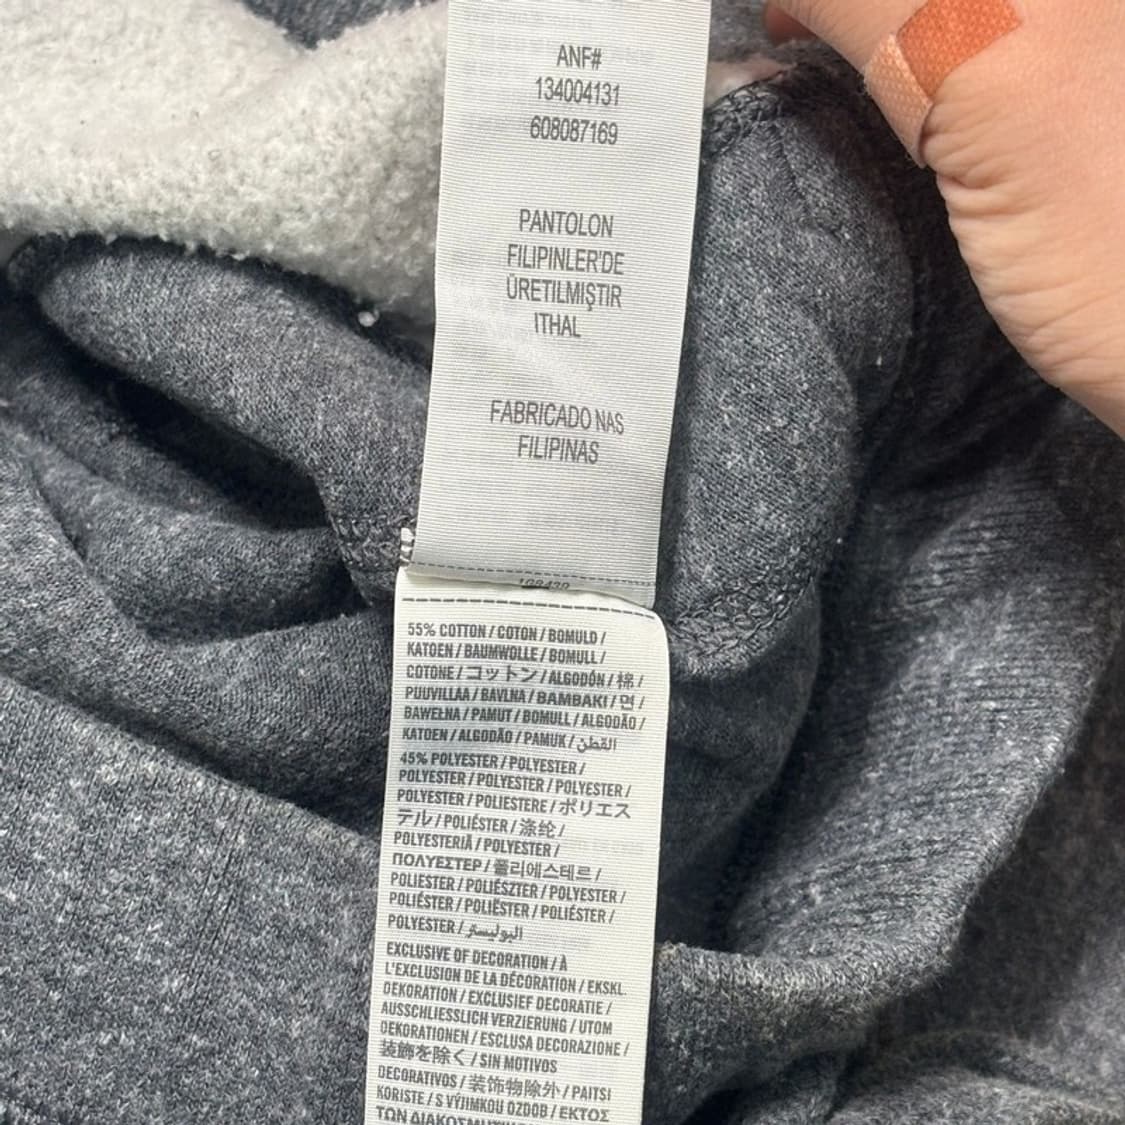 ANF#
134004131
608087169
PANTOLON
FILIPINLER'DE
ÜRETILMIŞTIR
ITHAL
FABRICADO NAS
FILIPINAS
55% COTTON / COTON / BOMULD /
KATOEN / BAUMWOLLE / BOMULL /
COTONE / コットン / ALGODÓN / 棉 /
PUUVILLAA / BAVLNA / BAMBAKI / 면 /
BAWEŁNA / PAMUT / BOMULL / ALGODÃO /
KATOEN / ALGODÃO / PAMUK / القطن
45% POLYESTER / POLYESTER /
POLYESTER / POLYESTER / POLYESTER /
POLYESTER / POLIESTERE / ポリエス
テル / POLIÉSTER / 涤纶 /
POLYESTERIÄ / POLYESTER /
ΠΟΛΥΕΣΤΕΡ / 폴리에스테르 /
POLIESTER / POLIÉSZTER / POLYESTER /
POLIÉSTER / POLIËSTER / POLIÉSTER /
POLYESTER / البوليستر
EXCLUSIVE OF DECORATION / À
L'EXCLUSION DE LA DÉCORATION / EKSKL.
DEKORATION / EXCLUSIEF DECORATIE /
AUSSCHLIESSLICH VERZIERUNG / UTOM
DEKORATIONEN / ESCLUSA DECORAZIONE /
装飾を除く / SIN MOTIVOS
DECORATIVOS / 装饰物除外 / PAITSI
KORISTE / S VÝJIMKOU OZDOB / ΕΚΤΟΣ
ΤΩΝ